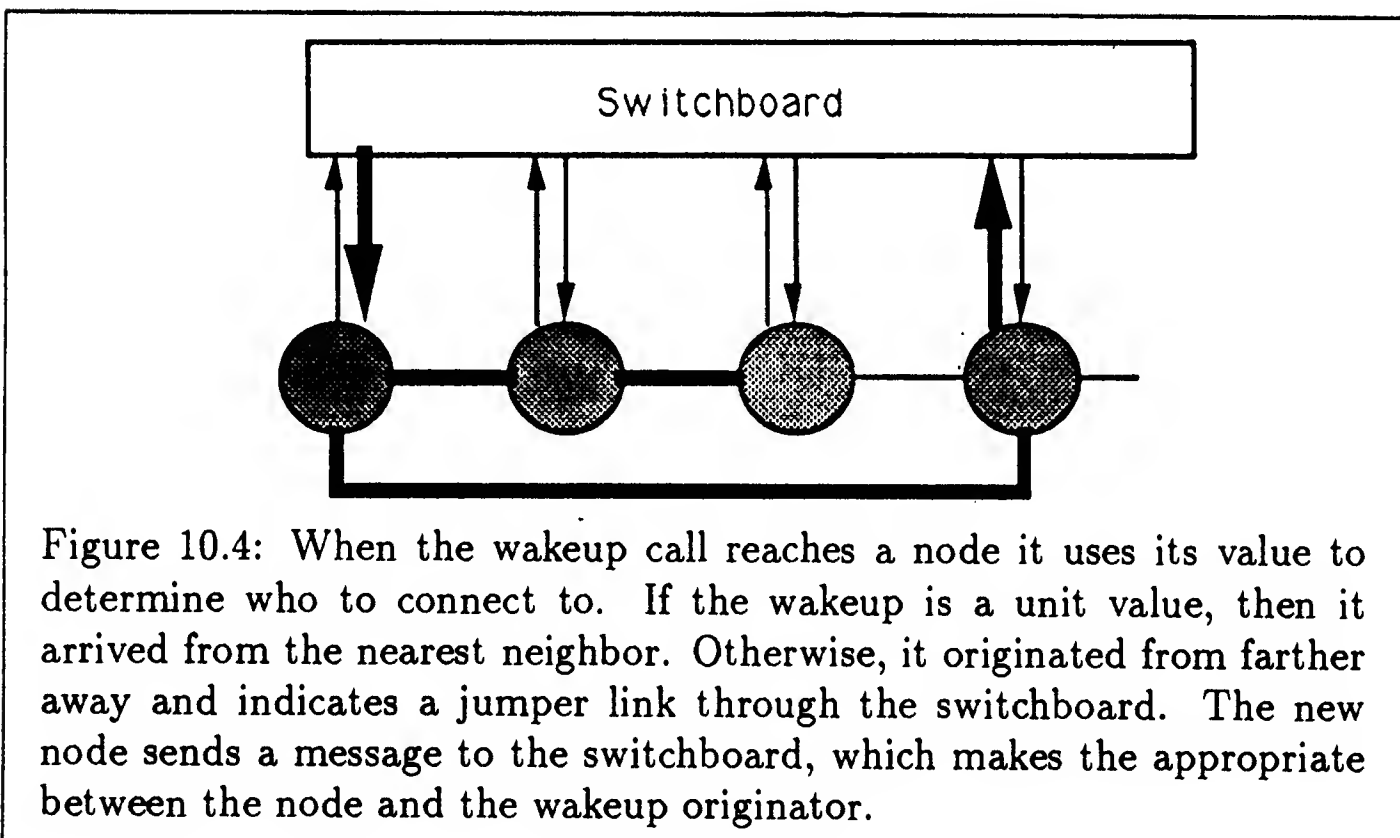 Switchboard
Figure 10.4: When the wakeup call reaches a node it uses its value to
determine who to connect to. If the wakeup is a unit value, then it
arrived from the nearest neighbor. Otherwise, it originated from farther
away and indicates a jumper link through the switchboard. The new
node sends a message to the switchboard, which makes the appropriate
between the node and the wakeup originator.